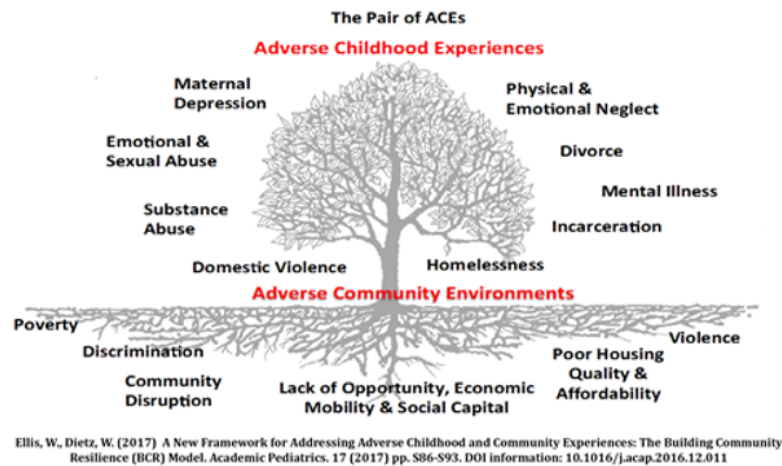 The Pair of ACEs
Adverse Childhood Experiences
Maternal
Depression
Physical &
Emotional Neglect
Emotional &
Sexual Abuse
Divorce
Mental Illness
Substance
Abuse
Incarceration
Domestic Violence
Homelessness
Adverse Community Environments
Poverty
Violence
Discrimination
Poor Housing
Quality &
Affordability
Community
Disruption
Lack of Opportunity, Economic
Mobility & Social Capital
Ellis, W., Dietz, W. (2017) A New Framework for Addressing Adverse Childhood and Community Experiences: The Building Community
Resilience (BCR) Model. Academic Pediatrics. 17 (2017) pp. S86-S93. DOI information: 10.1016/j.acap.2016.12.011